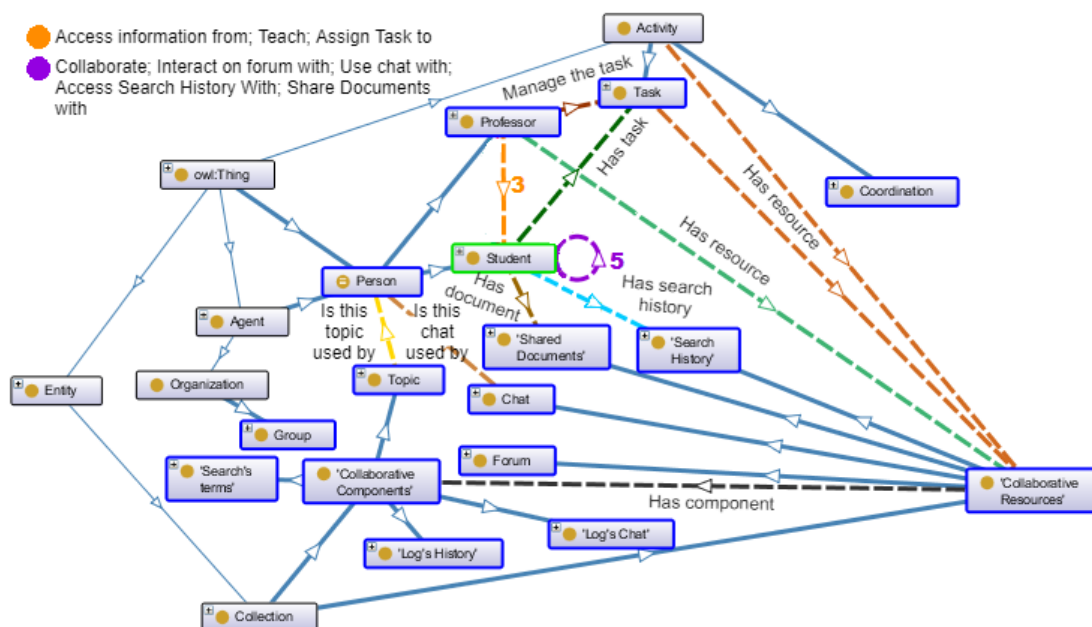 Access information from; Teach; Assign Task to
Collaborate; Interact on forum with; Use chat with;
Access Search History With; Share Documents
with
Activity
Manage the task
Task
Professor
Has task
owl:Thing
3
Has resource
Coordination
Has resource
Student
5
Person
Has
document
Has search
history
Is this
topic
used by
Is this
chat
used by
Agent
'Shared
Documents'
'Search
History'
Entity
Organization
Topic
Chat
Group
Forum
'Search's
terms'
'Collaborative
Components'
Has component
'Collaborative
Resources'
'Log's Chat'
'Log's History'
Collection